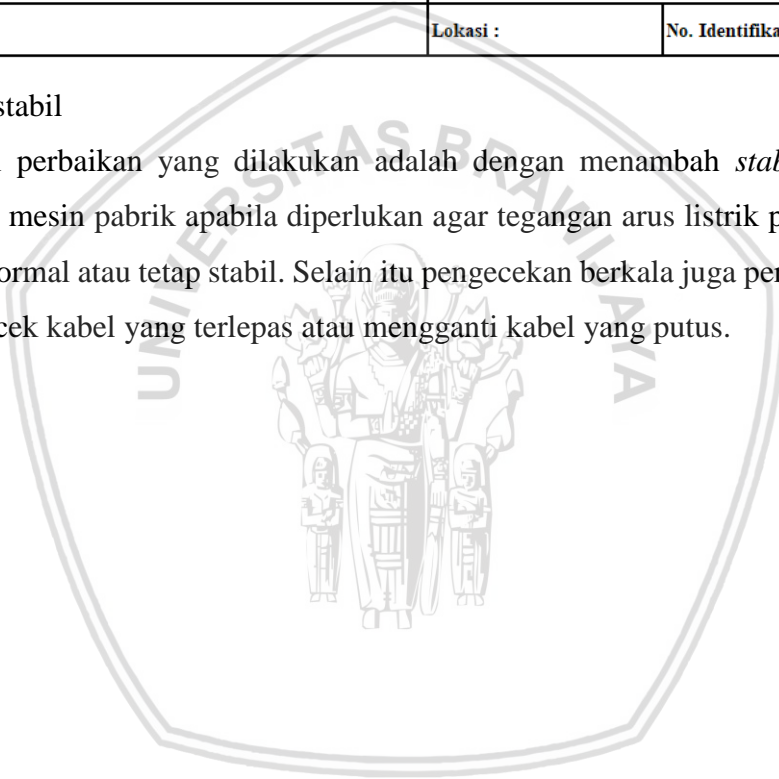 Lokasi : No. Identifika
stabil
perbaikan yang dilakukan adalah dengan menambah stab
mesin pabrik apabila diperlukan agar tegangan arus listrik p
ormal atau tetap stabil. Selain itu pengecekan berkala juga per
cek kabel yang terlepas atau mengganti kabel yang putus.
UNIVERSITAS BRAWIJAYA